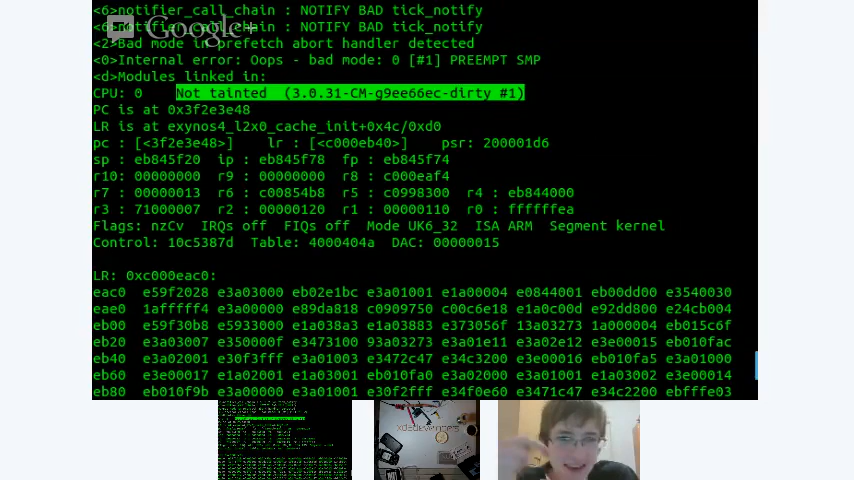 <6>notifier_call_chain : NOTIFY BAD tick_notify
<6>notifier_call_chain : NOTIFY BAD tick_notify
Google+
<2>Bad mode in prefetch abort handler detected
<0>Internal error: Oops - bad mode: 0 [#1] PREEMPT SMP
<d>Modules linked in:
CPU: 0    Not tainted  (3.0.31-CM-g9ee66ec-dirty #1)
PC is at 0x3f2e3e48
LR is at exynos4_l2x0_cache_init+0x4c/0xd0
pc : [<3f2e3e48>]    lr : [<c000eb40>]    psr: 200001d6
sp : eb845f20  ip : eb845f78  fp : eb845f74
r10: 00000000  r9 : 00000000  r8 : c000eaf4
r7 : 00000013  r6 : c00854b8  r5 : c0998300  r4 : eb844000
r3 : 71000007  r2 : 00000120  r1 : 00000110  r0 : ffffffea
Flags: nzCv  IRQs off  FIQs off  Mode UK6_32  ISA ARM  Segment kernel
Control: 10c5387d  Table: 4000404a  DAC: 00000015
LR: 0xc000eac0:
eac0  e59f2028 e3a03000 eb02e1bc e3a01001 e1a00004 e0844001 eb00dd00 e3540030
eae0  1afffff4 e3a00000 e89da818 c0909750 c00c6e18 e1a0c00d e92dd800 e24cb004
eb00  e59f30b8 e5933000 e1a038a3 e1a03883 e373056f 13a03273 1a000004 eb015c6f
eb20  e3a03007 e350000f e3473100 93a03273 e3a01e11 e3a02e12 e3e00015 eb010fac
eb40  e3a02001 e30f3fff e3a01003 e3472c47 e34c3200 e3e00016 eb010fa5 e3a01000
eb60  e3e00017 e1a02001 e1a03001 eb010fa0 e3a02000 e3a01001 e1a03002 e3e00014
eb80  eb010f9b e3a00000 e3a01001 e30f2fff e34f0e60 e3471c47 e34c2200 ebfffe03
xdadevelopers